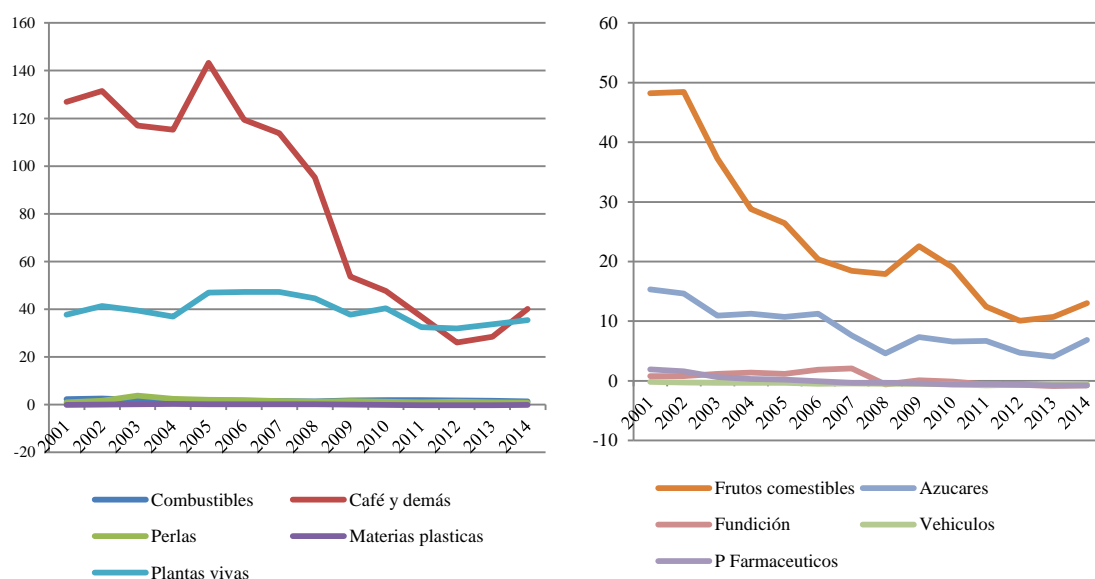 160
140
120
100
80
60
40
20
0
-20
2001 2002 2003 2004 2005 2006 2007 2008 2009 2010 2011 2012 2013 2014
Combustibles Café y demás
Perlas Materias plasticas
Plantas vivas
60
50
40
30
20
10
0
-10
2001 2002 2003 2004 2005 2006 2007 2008 2009 2010 2011 2012 2013 2014
Frutos comestibles Azucares
Fundición Vehiculos
P Farmaceuticos